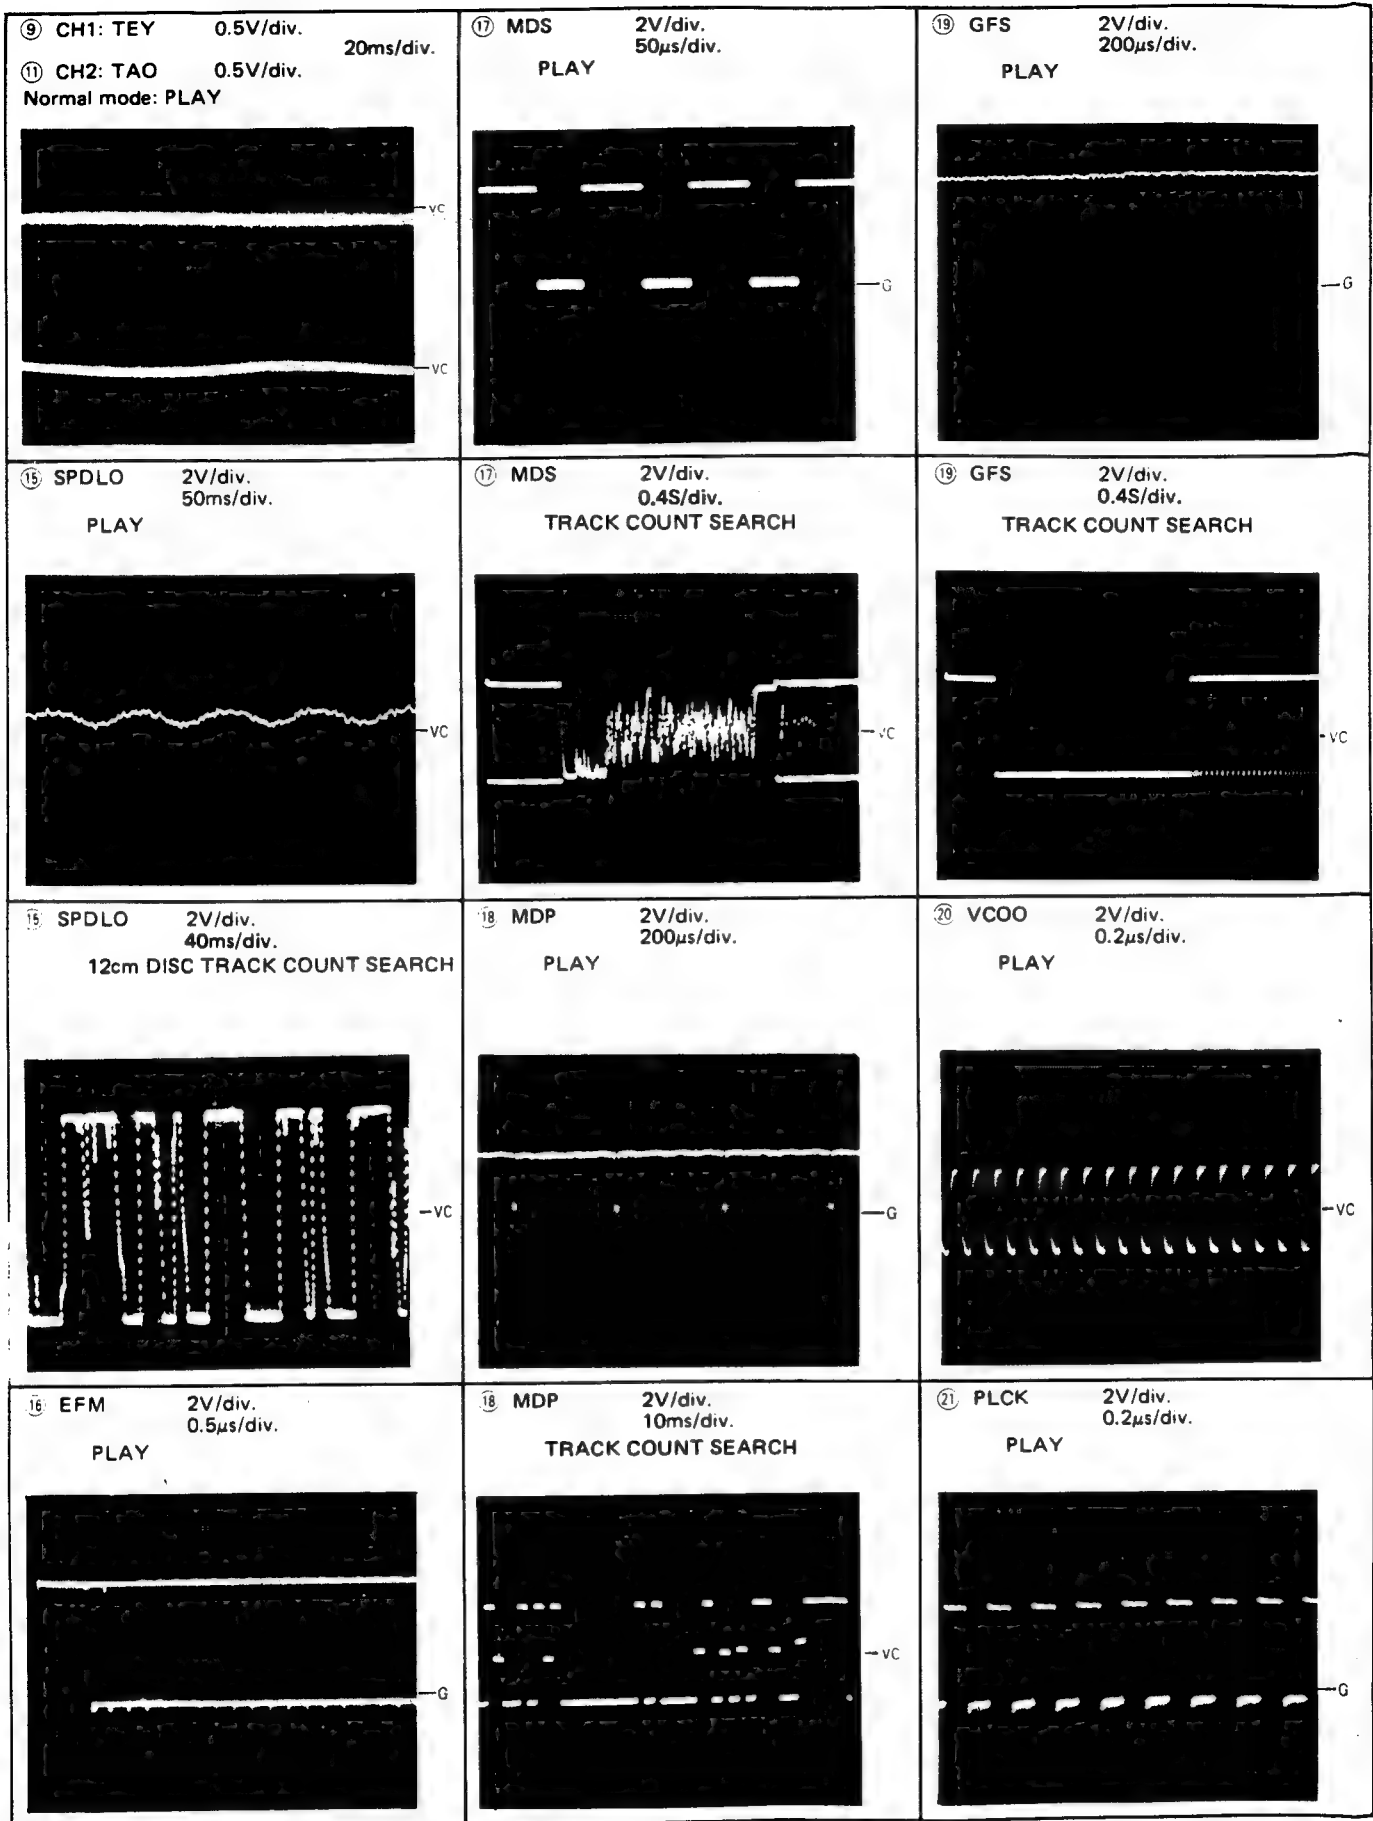 ⑨ CH1: TEY 0.5V/div.
20ms/div.
⑪ CH2: TAO 0.5V/div.
Normal mode: PLAY
VC
VC
⑰ MDS 2V/div.
50µs/div.
PLAY
G
⑲ GFS 2V/div.
200µs/div.
PLAY
G
⑮ SPDLO 2V/div.
50ms/div.
PLAY
VC
⑰ MDS 2V/div.
0.4S/div.
TRACK COUNT SEARCH
VC
⑲ GFS 2V/div.
0.4S/div.
TRACK COUNT SEARCH
VC
⑮ SPDLO 2V/div.
40ms/div.
12cm DISC TRACK COUNT SEARCH
VC
⑱ MDP 2V/div.
200µs/div.
PLAY
G
⑳ VCOO 2V/div.
0.2µs/div.
PLAY
VC
⑯ EFM 2V/div.
0.5µs/div.
PLAY
G
⑱ MDP 2V/div.
10ms/div.
TRACK COUNT SEARCH
VC
㉑ PLCK 2V/div.
0.2µs/div.
PLAY
G